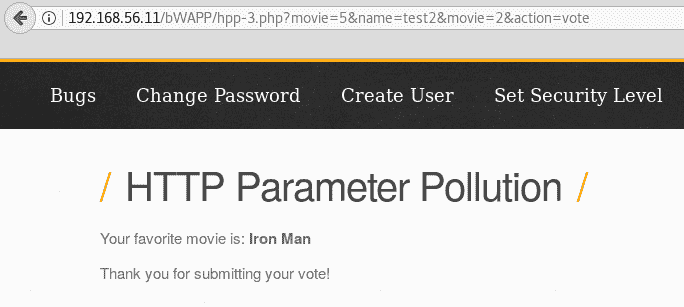 192.168.56.11/bWAPP/hpp-3.php?movie=5&name=test2&movie=2&action=vote
Bugs Change Password Create User Set Security Level
/ HTTP Parameter Pollution /
Your favorite movie is: Iron Man
Thank you for submitting your vote!